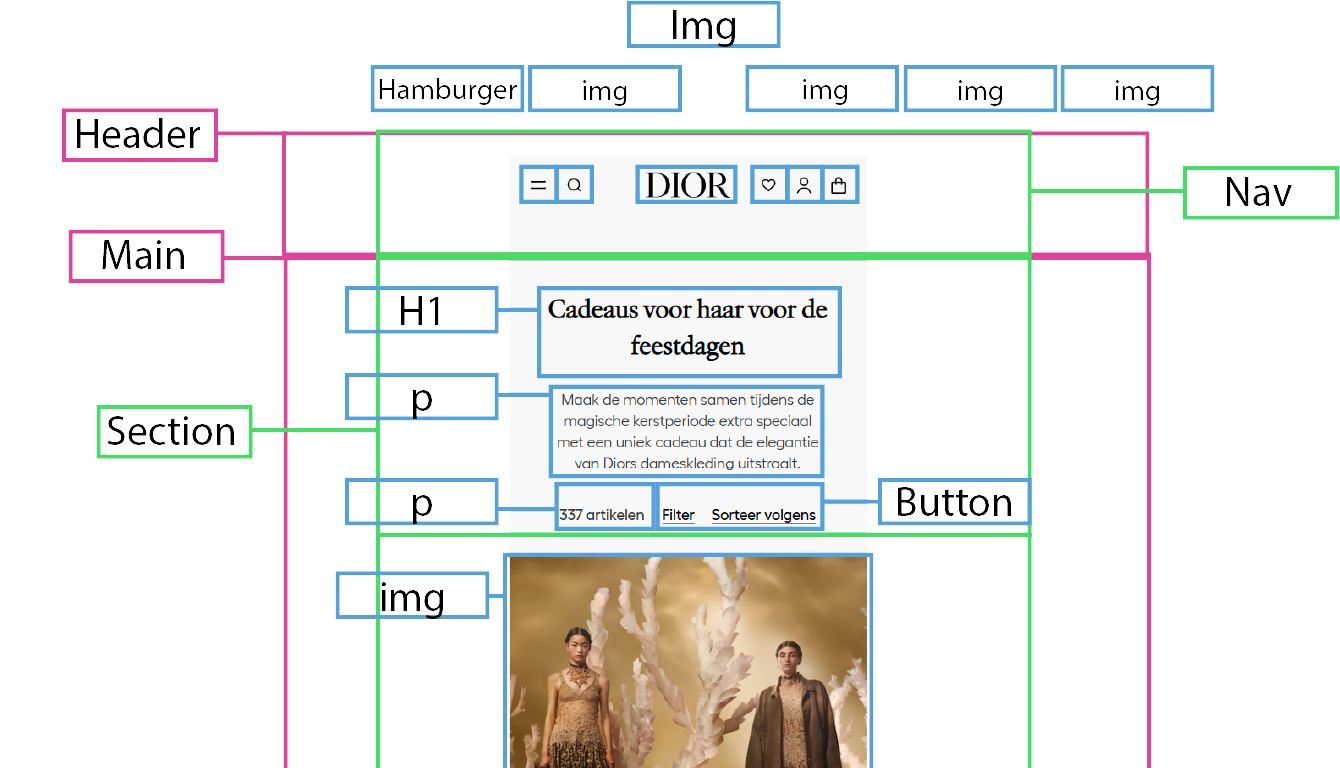 Img
Hamburger img img img img
Header
DIOR
Nav
Main
H1
Cadeaus voor haar voor de
feestdagen
p
Maak de momenten samen tijdens de
magische kerstperiode extra speciaal
met een uniek cadeau dat de elegantie
van Diors dameskleding uitstraalt.
Section
p
337 artikelen Filter Sorteer volgens
Button
img